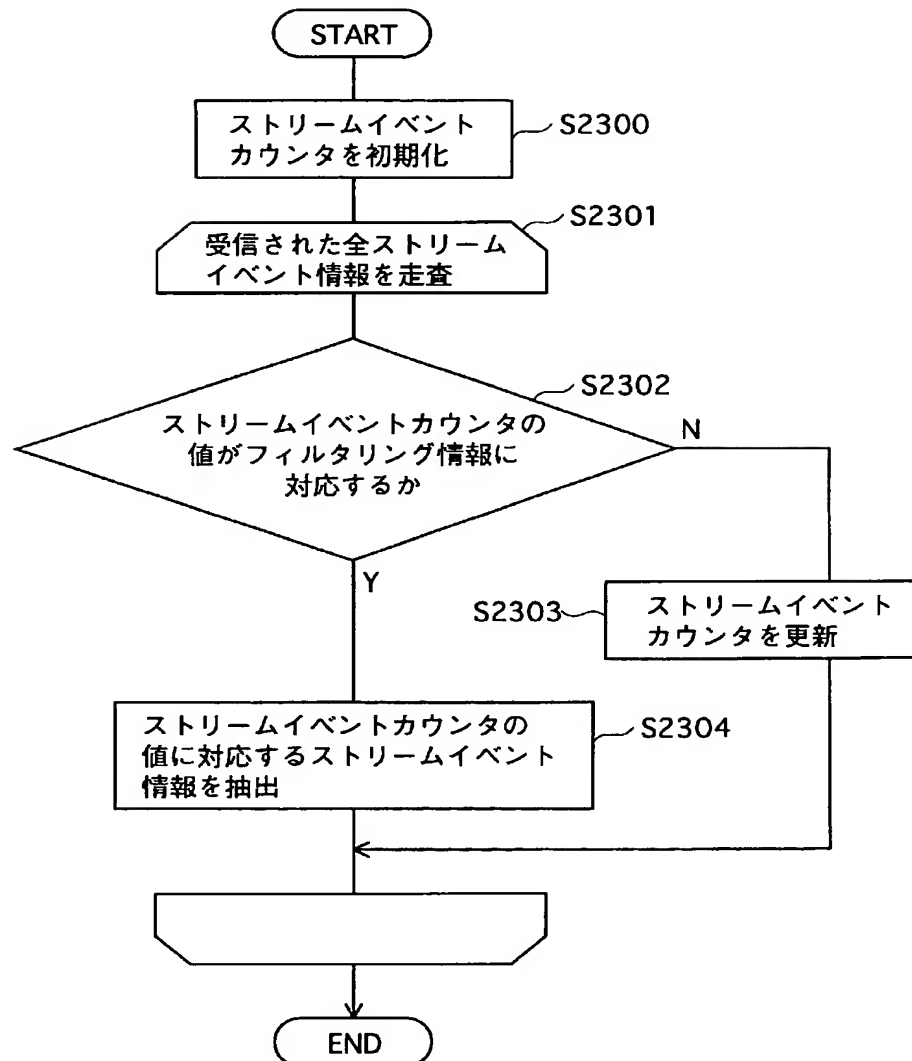 START
ストリームイベント
カウンタを初期化
S2300
受信された全ストリーム
イベント情報を走査
S2301
ストリームイベントカウンタの
値がフィルタリング情報に
対応するか
S2302
N
Y
S2303
ストリームイベント
カウンタを更新
ストリームイベントカウンタの
値に対応するストリームイベント
情報を抽出
S2304
END